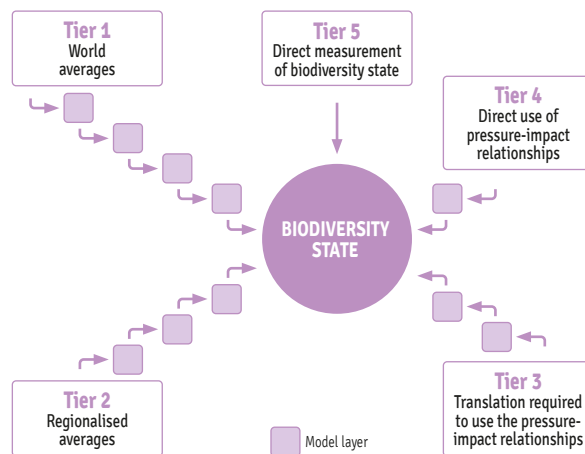 Tier 1
World
averages
Tier 5
Direct measurement
of biodiversity state
Tier 4
Direct use of
pressure-impact
relationships
BIODIVERSITY
STATE
Tier 2
Regionalised
averages
Tier 3
Translation required
to use the pressure-
impact relationships
Model layer